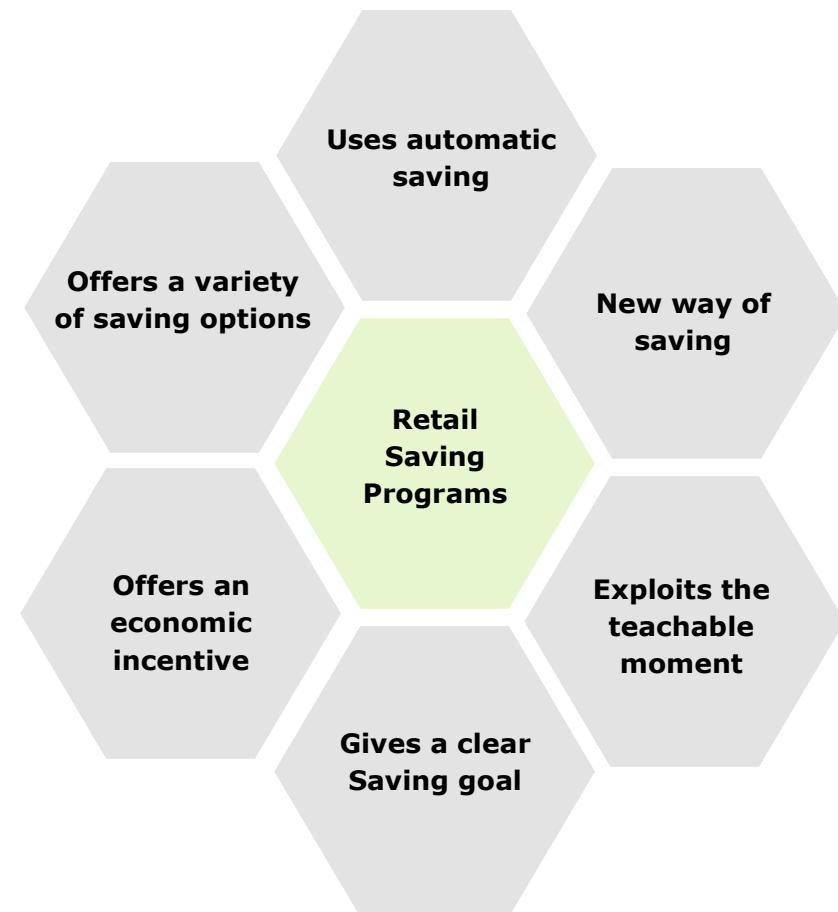 Uses automatic
saving
Offers a variety
of saving options
New way of
saving
Retail
Saving
Programs
Offers an
economic
incentive
Exploits the
teachable
moment
Gives a clear
Saving goal